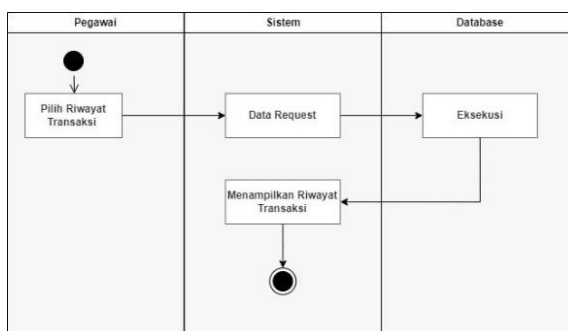 Pegawai
Sistem
Database
Pilih Riwayat
Transaksi
Data Request
Eksekusi
Menampilkan Riwayat
Transaksi